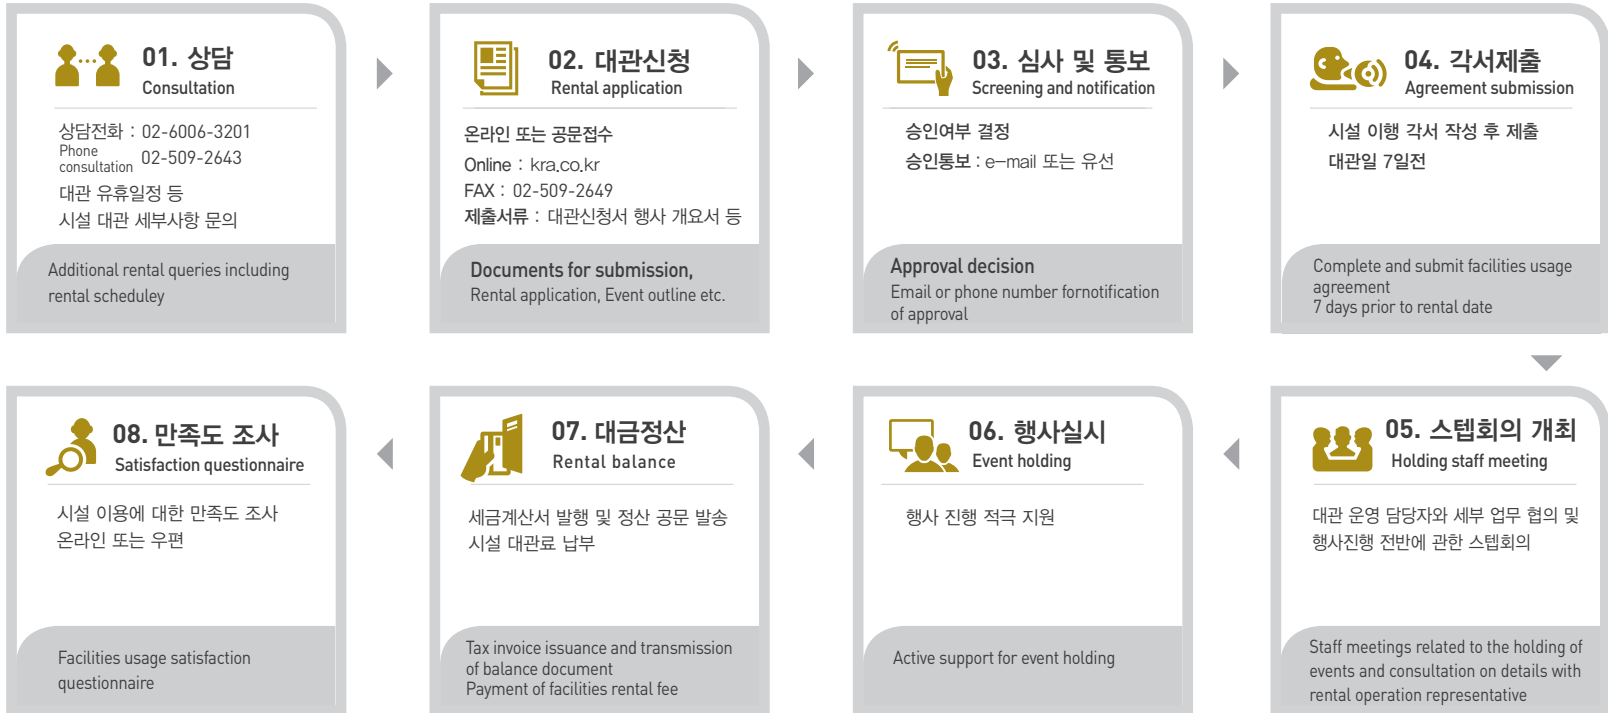 01. 상담
Consultation
상담전화 : 02-6006-3201
Phone
consultation 02-509-2643
대관 유휴일정 등
시설 대관 세부사항 문의
Additional rental queries including
rental scheduley
02. 대관신청
Rental application
온라인 또는 공문접수
Online : kra.co.kr
FAX : 02-509-2649
제출서류 : 대관신청서 행사 개요서 등
Documents for submission,
Rental application, Event outline etc.
03. 심사 및 통보
Screening and notification
승인여부 결정
승인통보 : e-mail 또는 유선
Approval decision
Email or phone number fornotification
of approval
04. 각서제출
Agreement submission
시설 이행 각서 작성 후 제출
대관일 7일전
Complete and submit facilities usage
agreement
7 days prior to rental date
05. 스텝회의 개최
Holding staff meeting
대관 운영 담당자와 세부 업무 협의 및
행사진행 전반에 관한 스텝회의
Staff meetings related to the holding of
events and consultation on details with
rental operation representative
06. 행사실시
Event holding
행사 진행 적극 지원
Active support for event holding
07. 대금정산
Rental balance
세금계산서 발행 및 정산 공문 발송
시설 대관료 납부
Tax invoice issuance and transmission
of balance document
Payment of facilities rental fee
08. 만족도 조사
Satisfaction questionnaire
시설 이용에 대한 만족도 조사
온라인 또는 우편
Facilities usage satisfaction
questionnaire